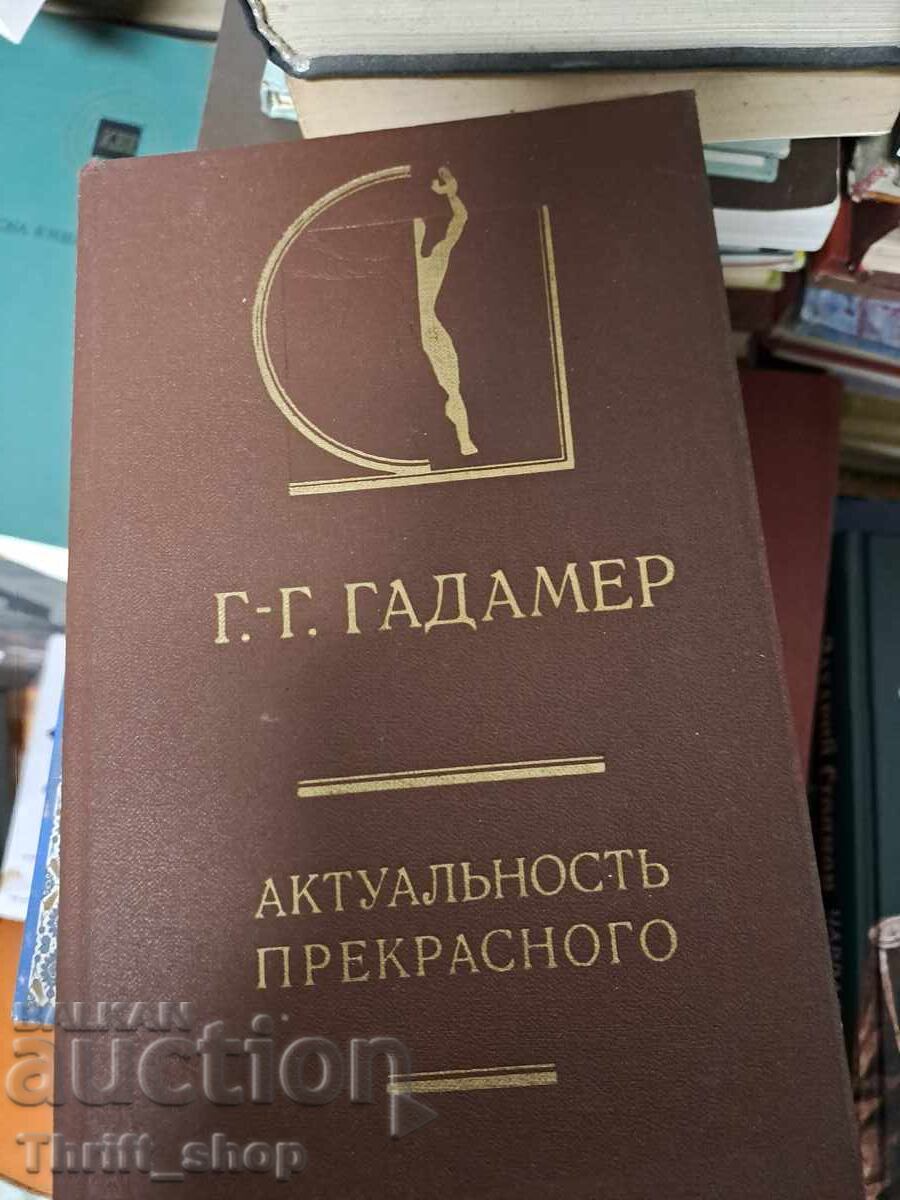 Г.-Г. ГАДАМЕР
АКТУАЛЬНОСТЬ
ПРЕКРАСНОГО
BALKAN
auction
Thrift_shop